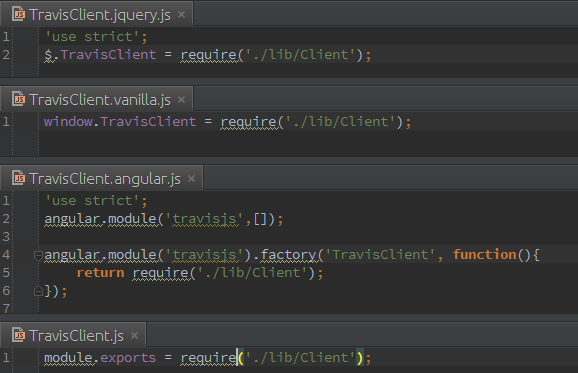 TravisClient.jquery.js ×
1 'use strict';
2 $.TravisClient = require('./lib/Client');
TravisClient.vanilla.js ×
1 window.TravisClient = require('./lib/Client');
TravisClient.angular.js ×
1 'use strict';
2 angular.module('travisjs',[]);
3
4 angular.module('travisjs').factory('TravisClient', function(){
5     return require('./lib/Client');
6 });
7
TravisClient.js ×
1 module.exports = require('./lib/Client');